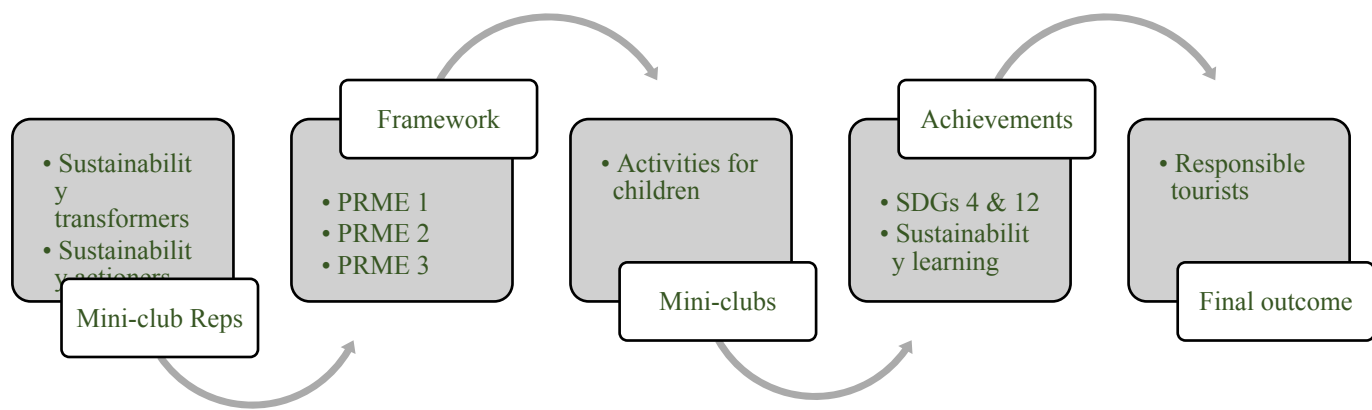 • Sustainabilit
y
transformers
• Sustainabilit
y actioners
Mini-club Reps
Framework
• PRME 1
• PRME 2
• PRME 3
• Activities for
children
Mini-clubs
Achievements
• SDGs 4 & 12
• Sustainabilit
y learning
• Responsible
tourists
Final outcome